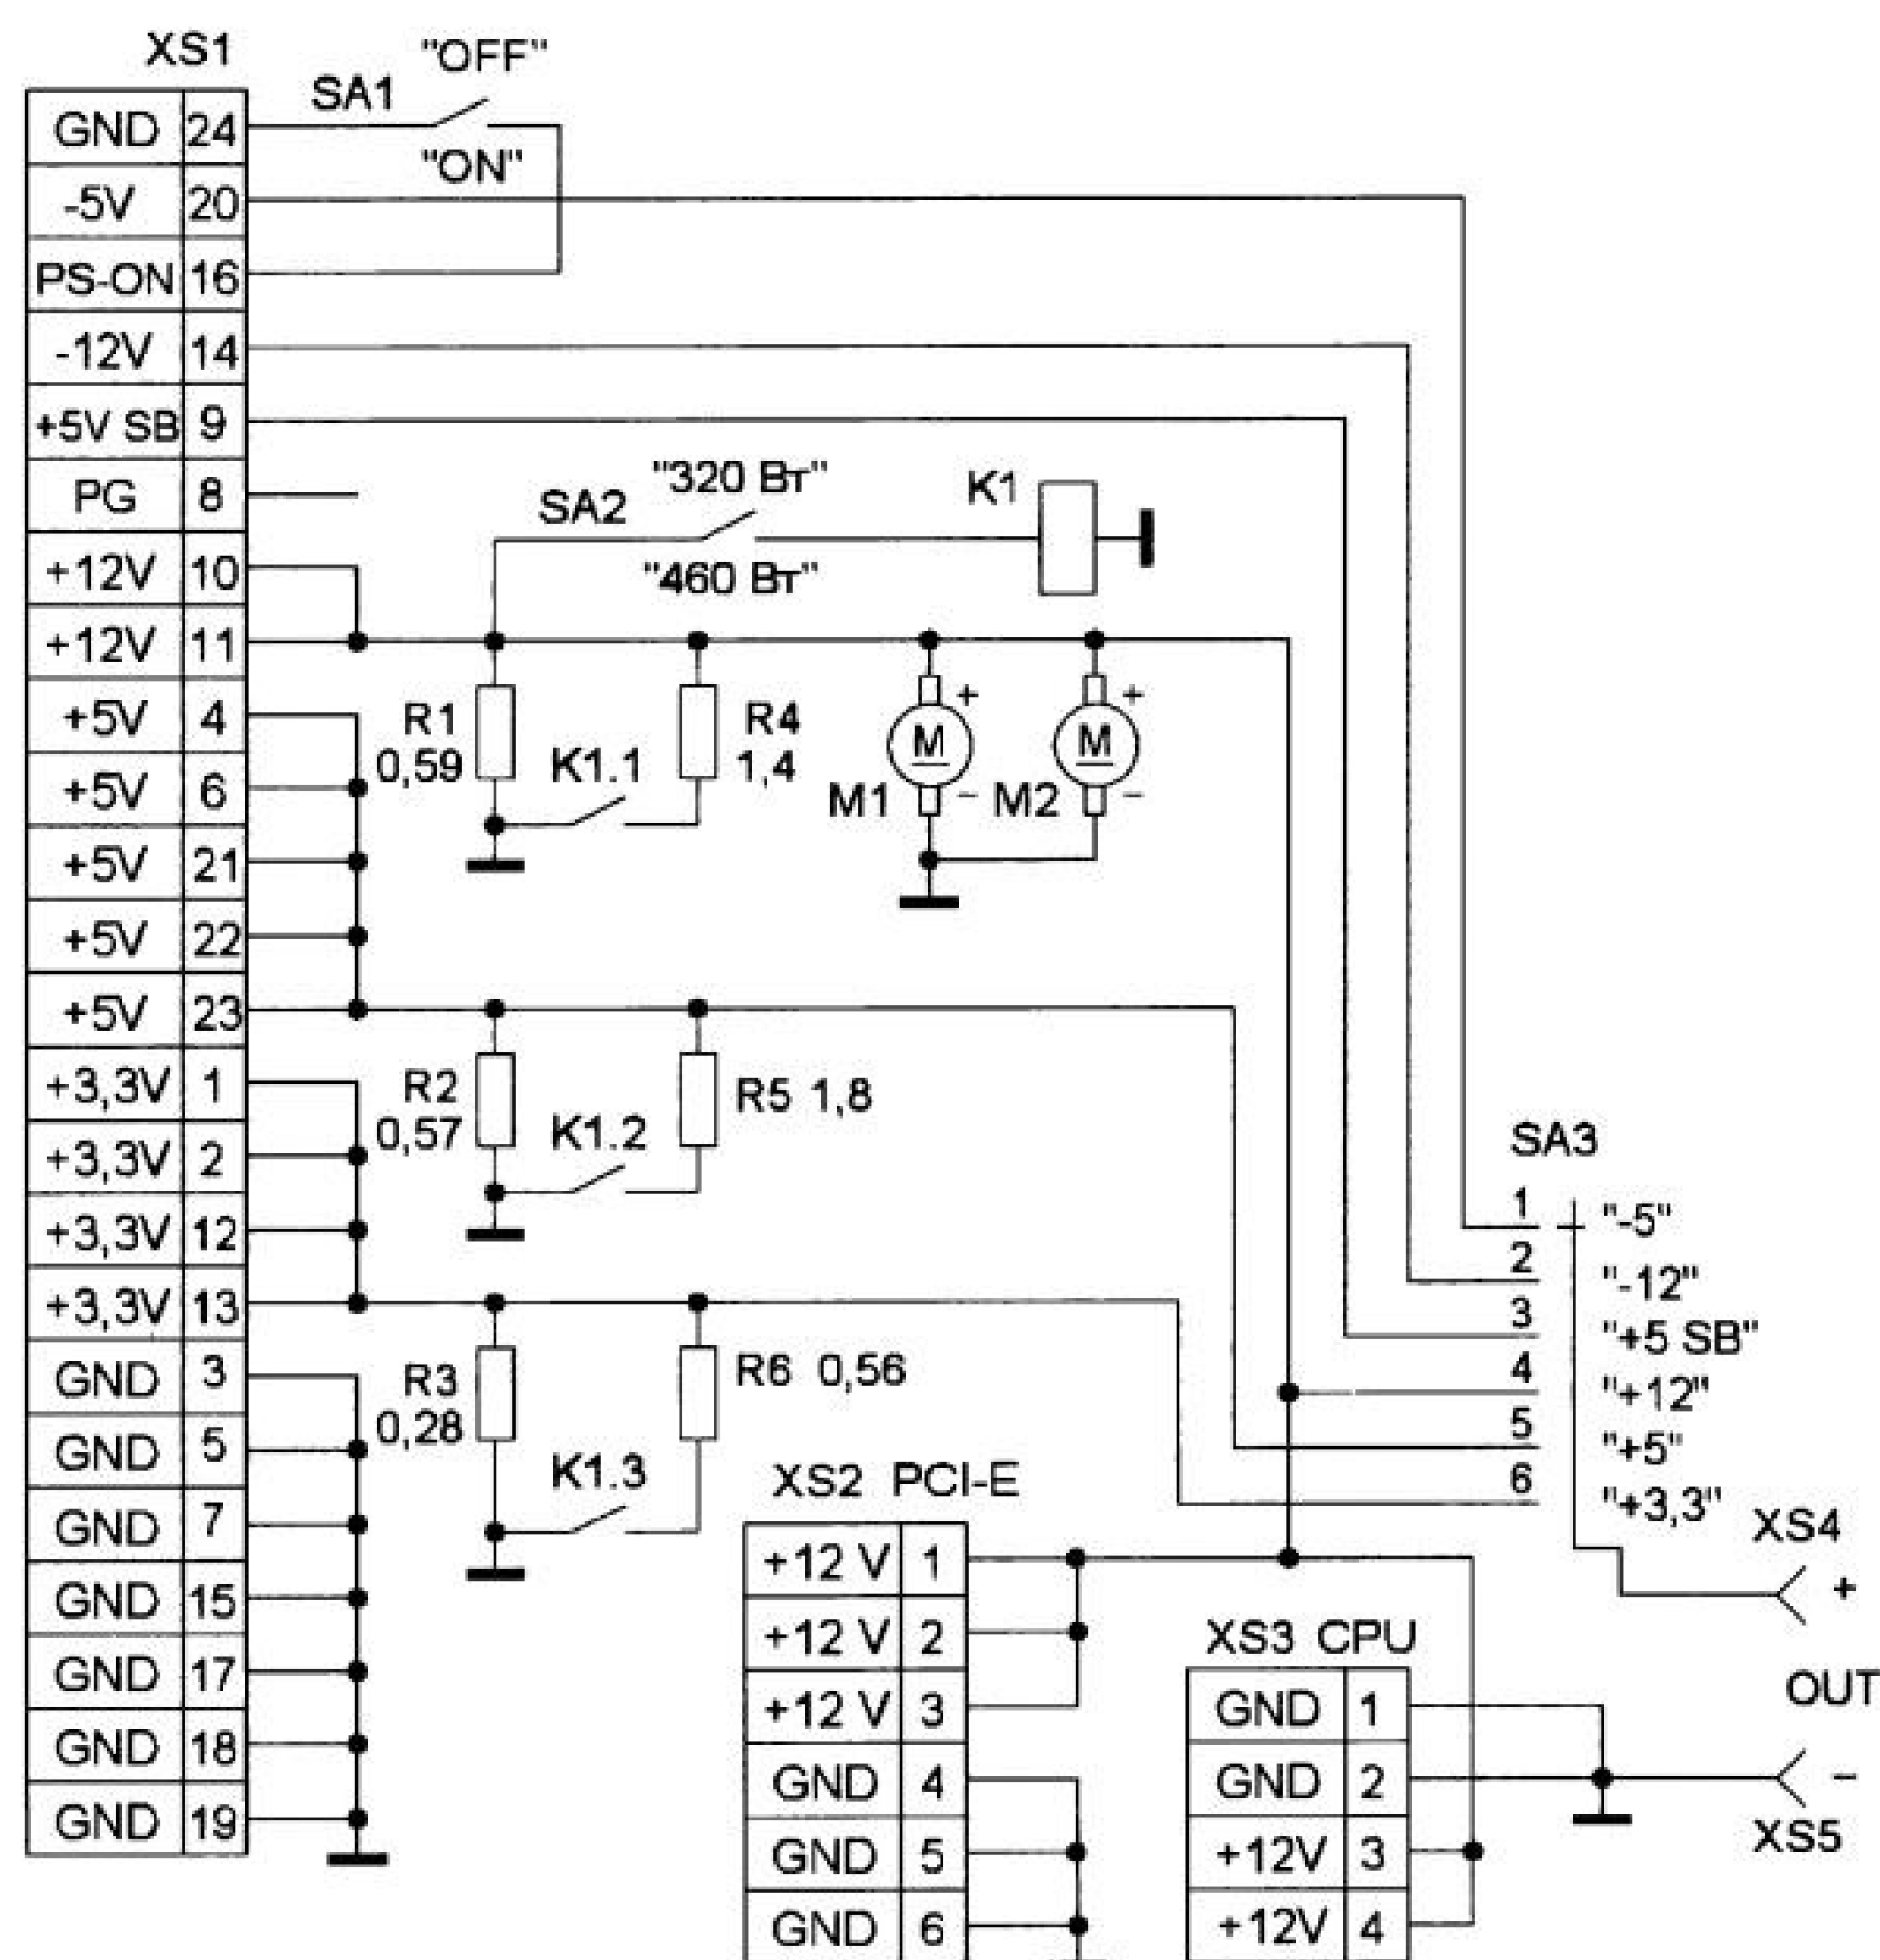 XS1
GND 24
-5V 20
PS-ON 16
-12V 14
+5V SB 9
PG 8
+12V 10
+12V 11
+5V 4
+5V 6
+5V 21
+5V 22
+5V 23
+3,3V 1
+3,3V 2
+3,3V 12
+3,3V 13
GND 3
GND 5
GND 7
GND 15
GND 17
GND 18
GND 19
SA1
"OFF"
"ON"
SA2
"320 Вт"
"460 Вт"
K1
R1
0,59
K1.1
R4
1,4
M
+
M1
−
M
+
M2
−
R2
0,57
K1.2
R5 1,8
R3
0,28
K1.3
R6 0,56
SA3
1 "-5"
2 "-12"
3 "+5 SB"
4 "+12"
5 "+5"
6 "+3,3"
XS2 PCI-E
+12 V 1
+12 V 2
+12 V 3
GND 4
GND 5
GND 6
XS3 CPU
GND 1
GND 2
+12V 3
+12V 4
XS4
+
OUT
−
XS5